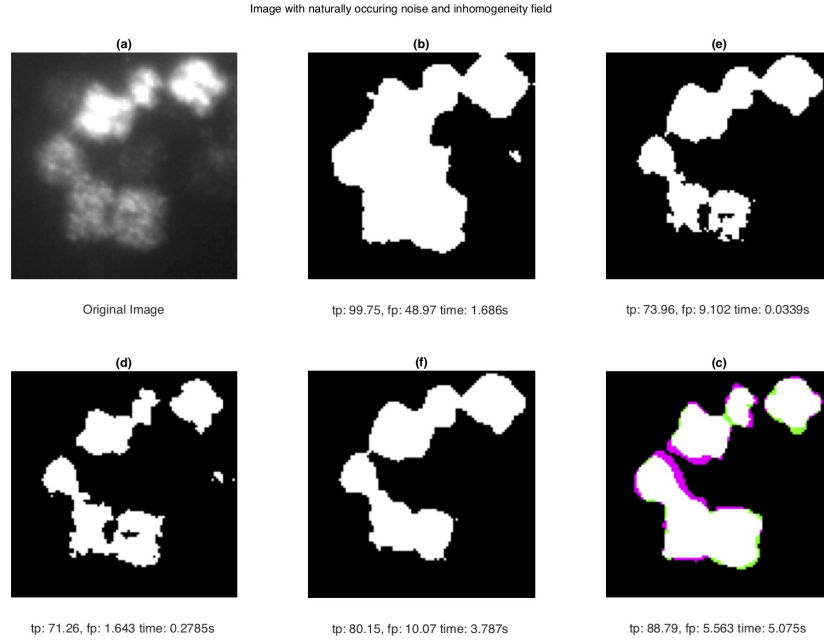 Image with naturally occuring noise and inhomogeneity field
(a)
(b)
(e)
Original Image
tp: 99.75, fp: 48.97 time: 1.686s
tp: 73.96, fp: 9.102 time: 0.0339s
(d)
(f)
(c)
tp: 71.26, fp: 1.643 time: 0.2785s
tp: 80.15, fp: 10.07 time: 3.787s
tp: 88.79, fp: 5.563 time: 5.075s